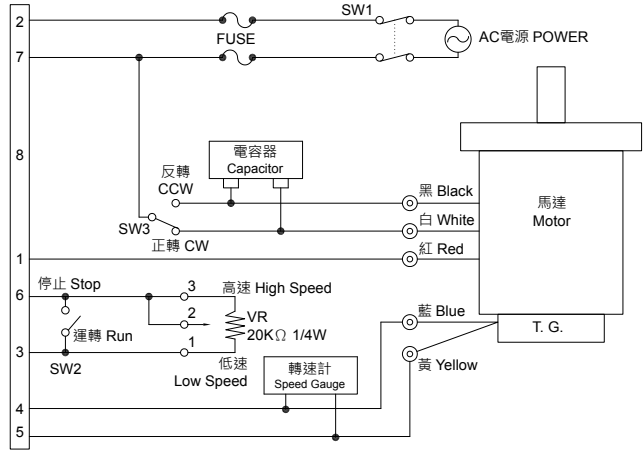 2
SW1
FUSE
AC電源 POWER
7
8
電容器
Capacitor
反轉
CCW
SW3
正轉 CW
黑 Black
白 White
馬達
Motor
1
紅 Red
停止 Stop
6
3
高速 High Speed
2
VR
20KΩ 1/4W
運轉 Run
3
1
SW2
低速
Low Speed
藍 Blue
T. G.
轉速計
Speed Gauge
黃 Yellow
4
5